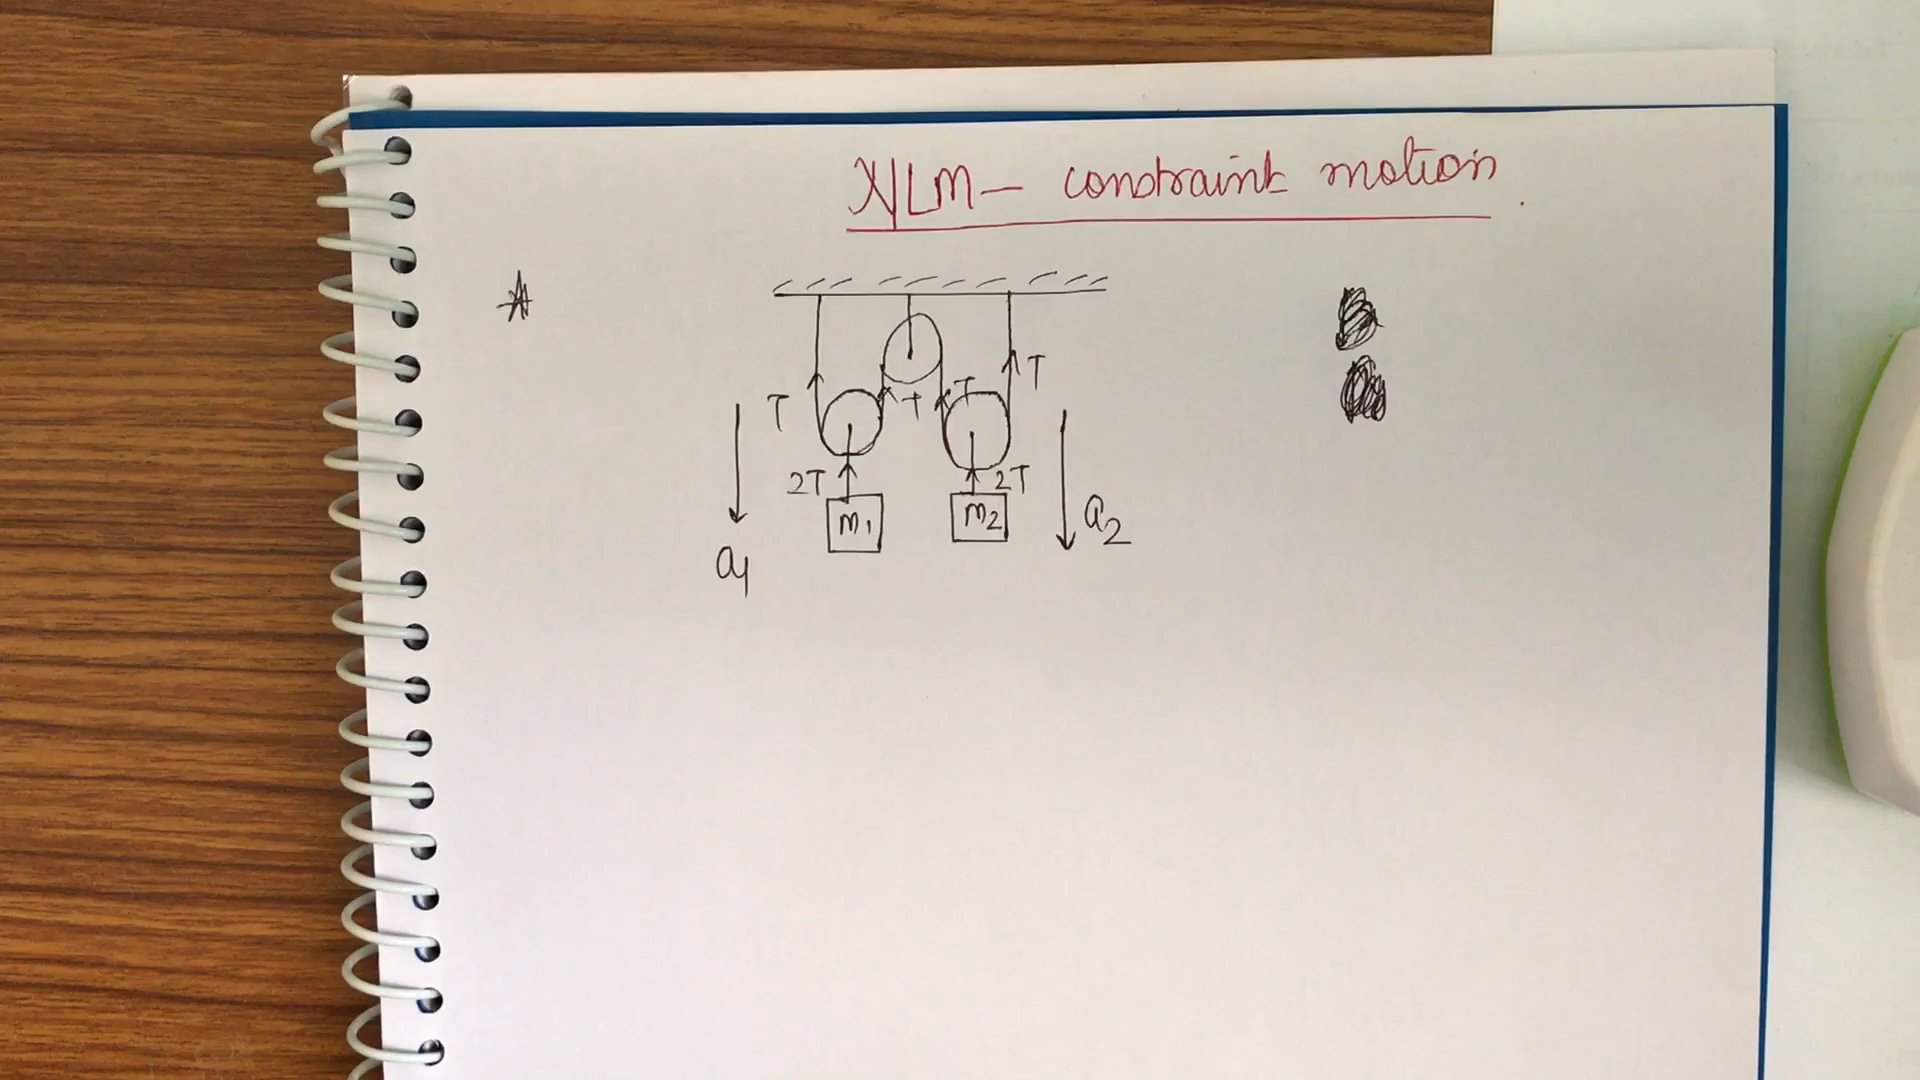 NLM - constraint motion
T
T
T
T
2T
2T
m1
m2
a1
a2